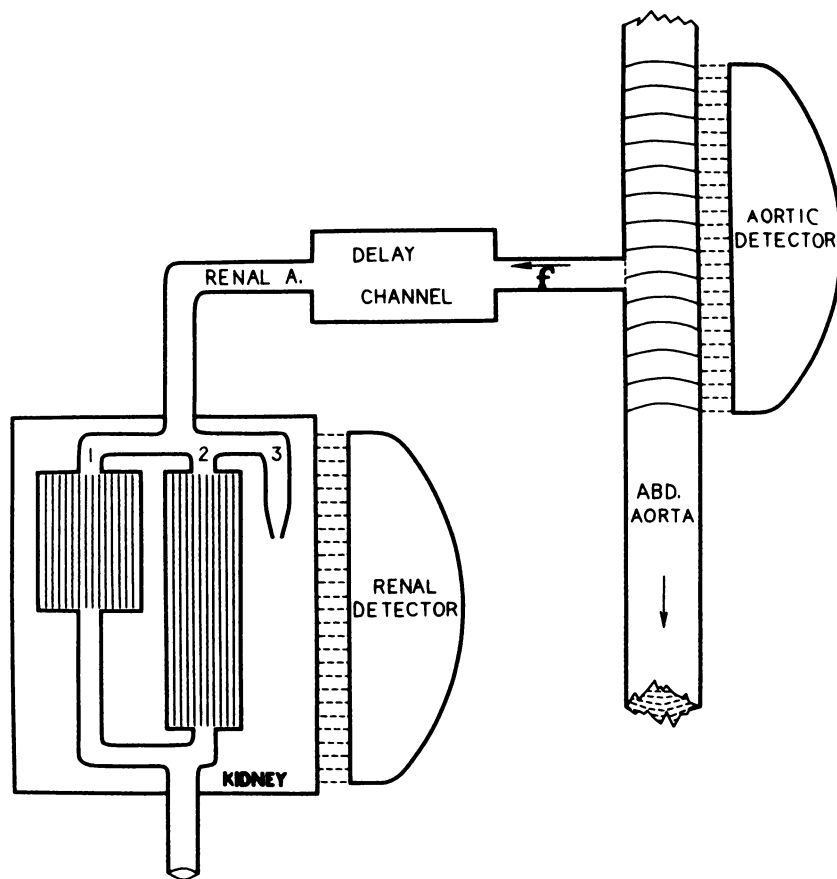 AORTIC
DETECTOR
DELAY
CHANNEL
RENAL A.
f
1
2
3
ABD.
AORTA
RENAL
DETECTOR
KIDNEY